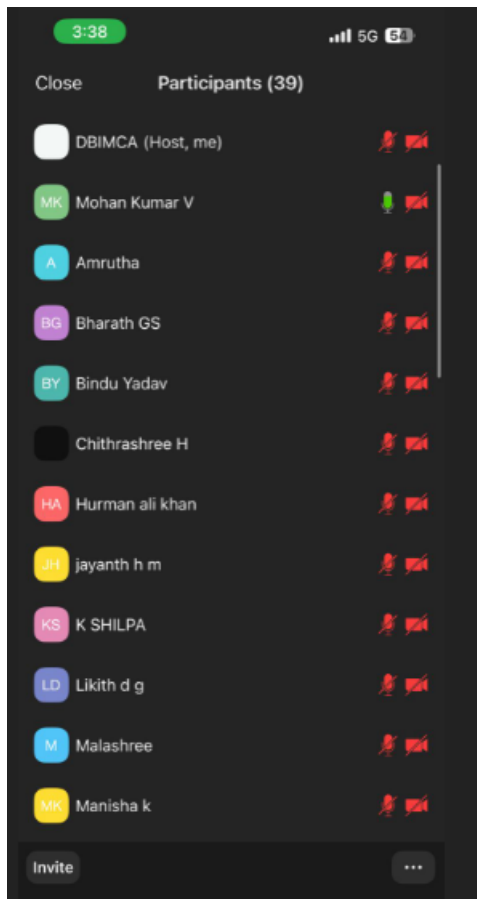 3:38 5G 54
Close Participants (39)
DBIMCA (Host, me)
MK Mohan Kumar V
A Amrutha
BG Bharath GS
BY Bindu Yadav
Chithrashree H
HA Hurman ali khan
JH jayanth h m
KS K SHILPA
LD Likith d g
M Malashree
MK Manisha k
Invite ...